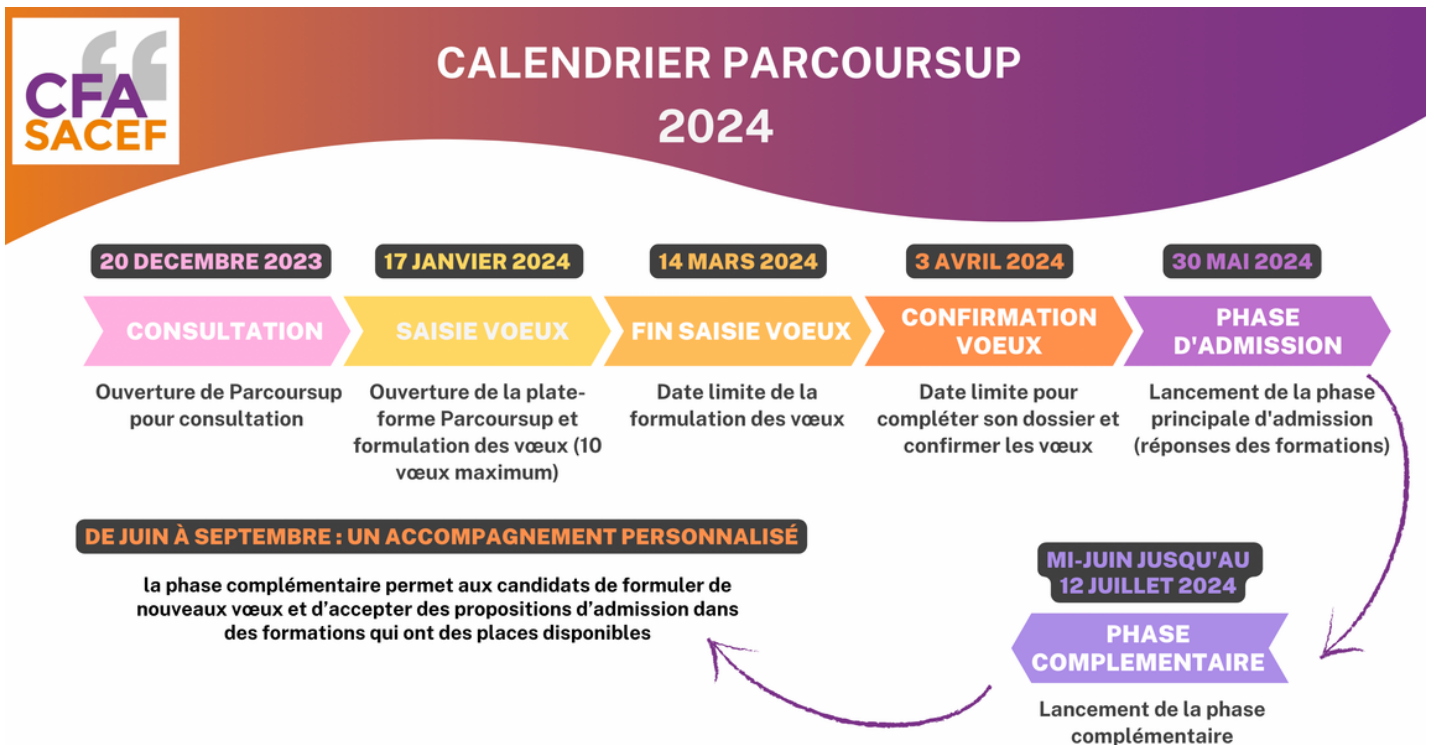 CFA
SACEF
CALENDRIER PARCOURSUP
2024
20 DECEMBRE 2023
CONSULTATION
Ouverture de Parcoursup
pour consultation
17 JANVIER 2024
SAISIE VOEUX
Ouverture de la plate-
forme Parcoursup et
formulation des vœux (10
vœux maximum)
14 MARS 2024
FIN SAISIE VOEUX
Date limite de la
formulation des vœux
3 AVRIL 2024
CONFIRMATION
VOEUX
Date limite pour
compléter son dossier et
confirmer les vœux
30 MAI 2024
PHASE
D'ADMISSION
Lancement de la phase
principale d'admission
(réponses des formations)
MI-JUIN JUSQU'AU
12 JUILLET 2024
PHASE
COMPLEMENTAIRE
Lancement de la phase
complémentaire
DE JUIN À SEPTEMBRE : UN ACCOMPAGNEMENT PERSONNALISÉ
la phase complémentaire permet aux candidats de formuler de
nouveaux vœux et d’accepter des propositions d’admission dans
des formations qui ont des places disponibles